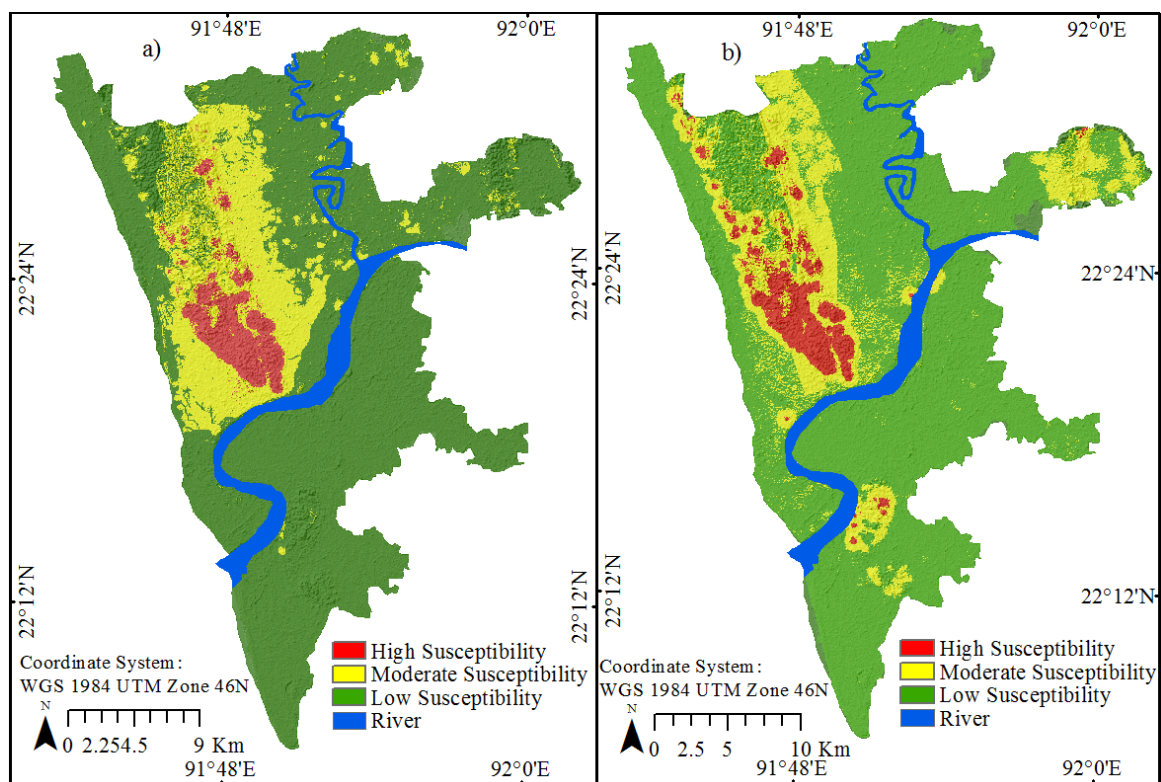 91°48'E 92°0'E
a)
22°24'N
22°12'N
High Susceptibility
Moderate Susceptibility
Low Susceptibility
River
Coordinate System :
WGS 1984 UTM Zone 46N
N
0 2.254.5 9 Km
91°48'E 92°0'E
91°48'E 92°0'E
b)
22°24'N
22°24'N
22°12'N
22°12'N
High Susceptibility
Moderate Susceptibility
Low Susceptibility
River
Coordinate System :
WGS 1984 UTM Zone 46N
N
0 2.5 5 10 Km
91°48'E 92°0'E